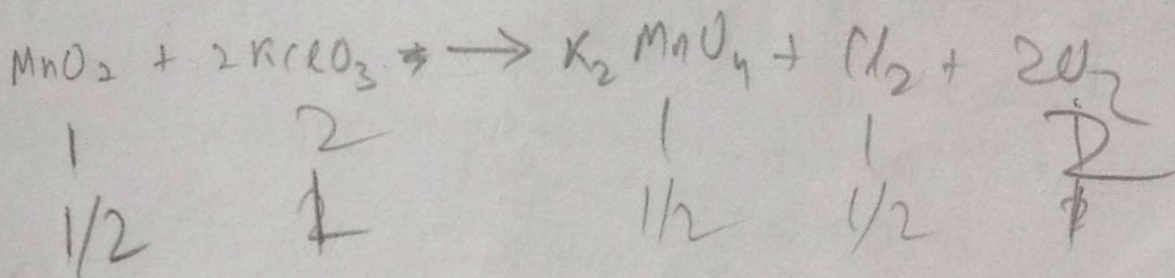 MnO₂ + 2KClO₃ → K₂MnO₄ + Cl₂ + 2O₂
1 2 1 1 2
1/2 1 1/2 1/2 1